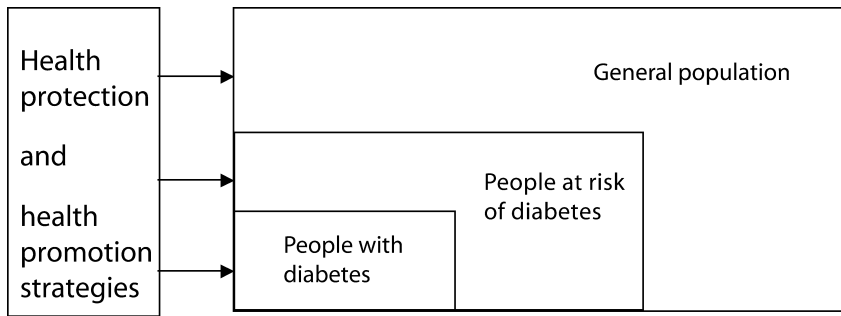 Health
protection
and
health
promotion
strategies
General population
People at risk
of diabetes
People with
diabetes